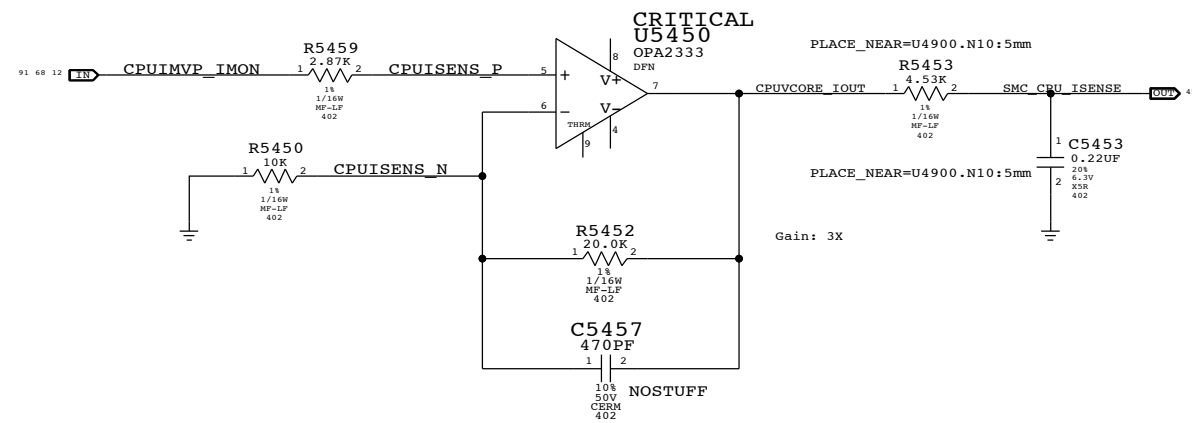 CRITICAL
U5450
OPA2333
DFN
8
V+
V-
THRM
5
+
6
-
7
4
9
91 68 12
IN
CPUIMVP_IMON
R5459
2.87K
1
2
1%
1/16W
MF-LF
402
CPUISENS_P
PLACE_NEAR=U4900.N10:5mm
CPUVCORE_IOUT
R5453
4.53K
1
2
1%
1/16W
MF-LF
402
SMC_CPU_ISENSE
OUT
4
R5450
10K
1
2
1%
1/16W
MF-LF
402
CPUISENS_N
PLACE_NEAR=U4900.N10:5mm
1
C5453
0.22UF
20%
6.3V
X5R
402
2
R5452
20.0K
1
2
1%
1/16W
MF-LF
402
Gain: 3X
C5457
470PF
1
2
10%
50V
CERM
402
NOSTUFF